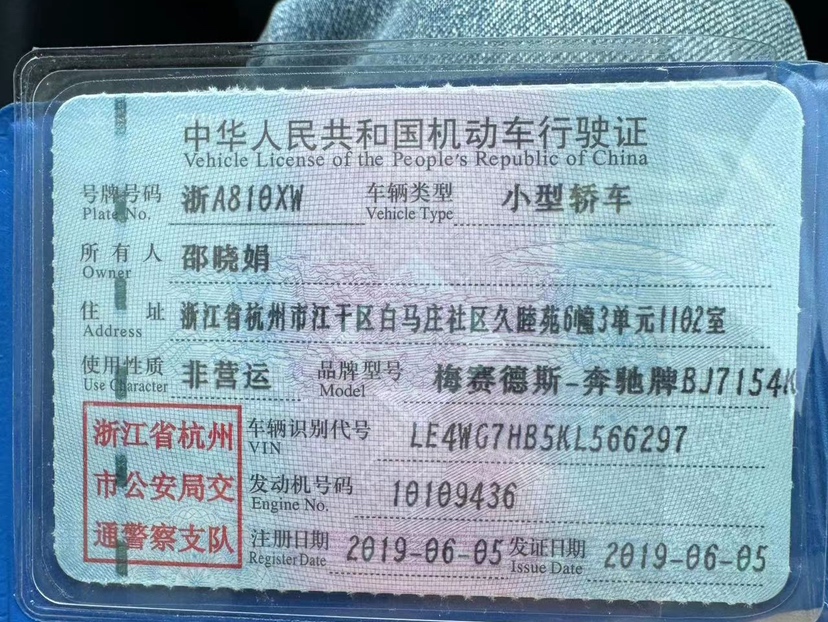 中华人民共和国机动车行驶证
Vehicle License of the People's Republic of China
号牌号码 浙A810XW 车辆类型 小型轿车
Plate No. Vehicle Type
所有人 邵晓娟
Owner
住址 浙江省杭州市江干区白马庄社区久睦苑6幢3单元1102室
Address
使用性质 非营运 品牌型号 梅赛德斯-奔驰牌BJ7154
Use Character Model
浙江省杭州 车辆识别代号 LE4WG7HB5KL566297
VIN
市公安局交 发动机号码 10109436
Engine No.
通警察支队 注册日期 2019-06-05 发证日期 2019-06-05
Register Date Issue Date